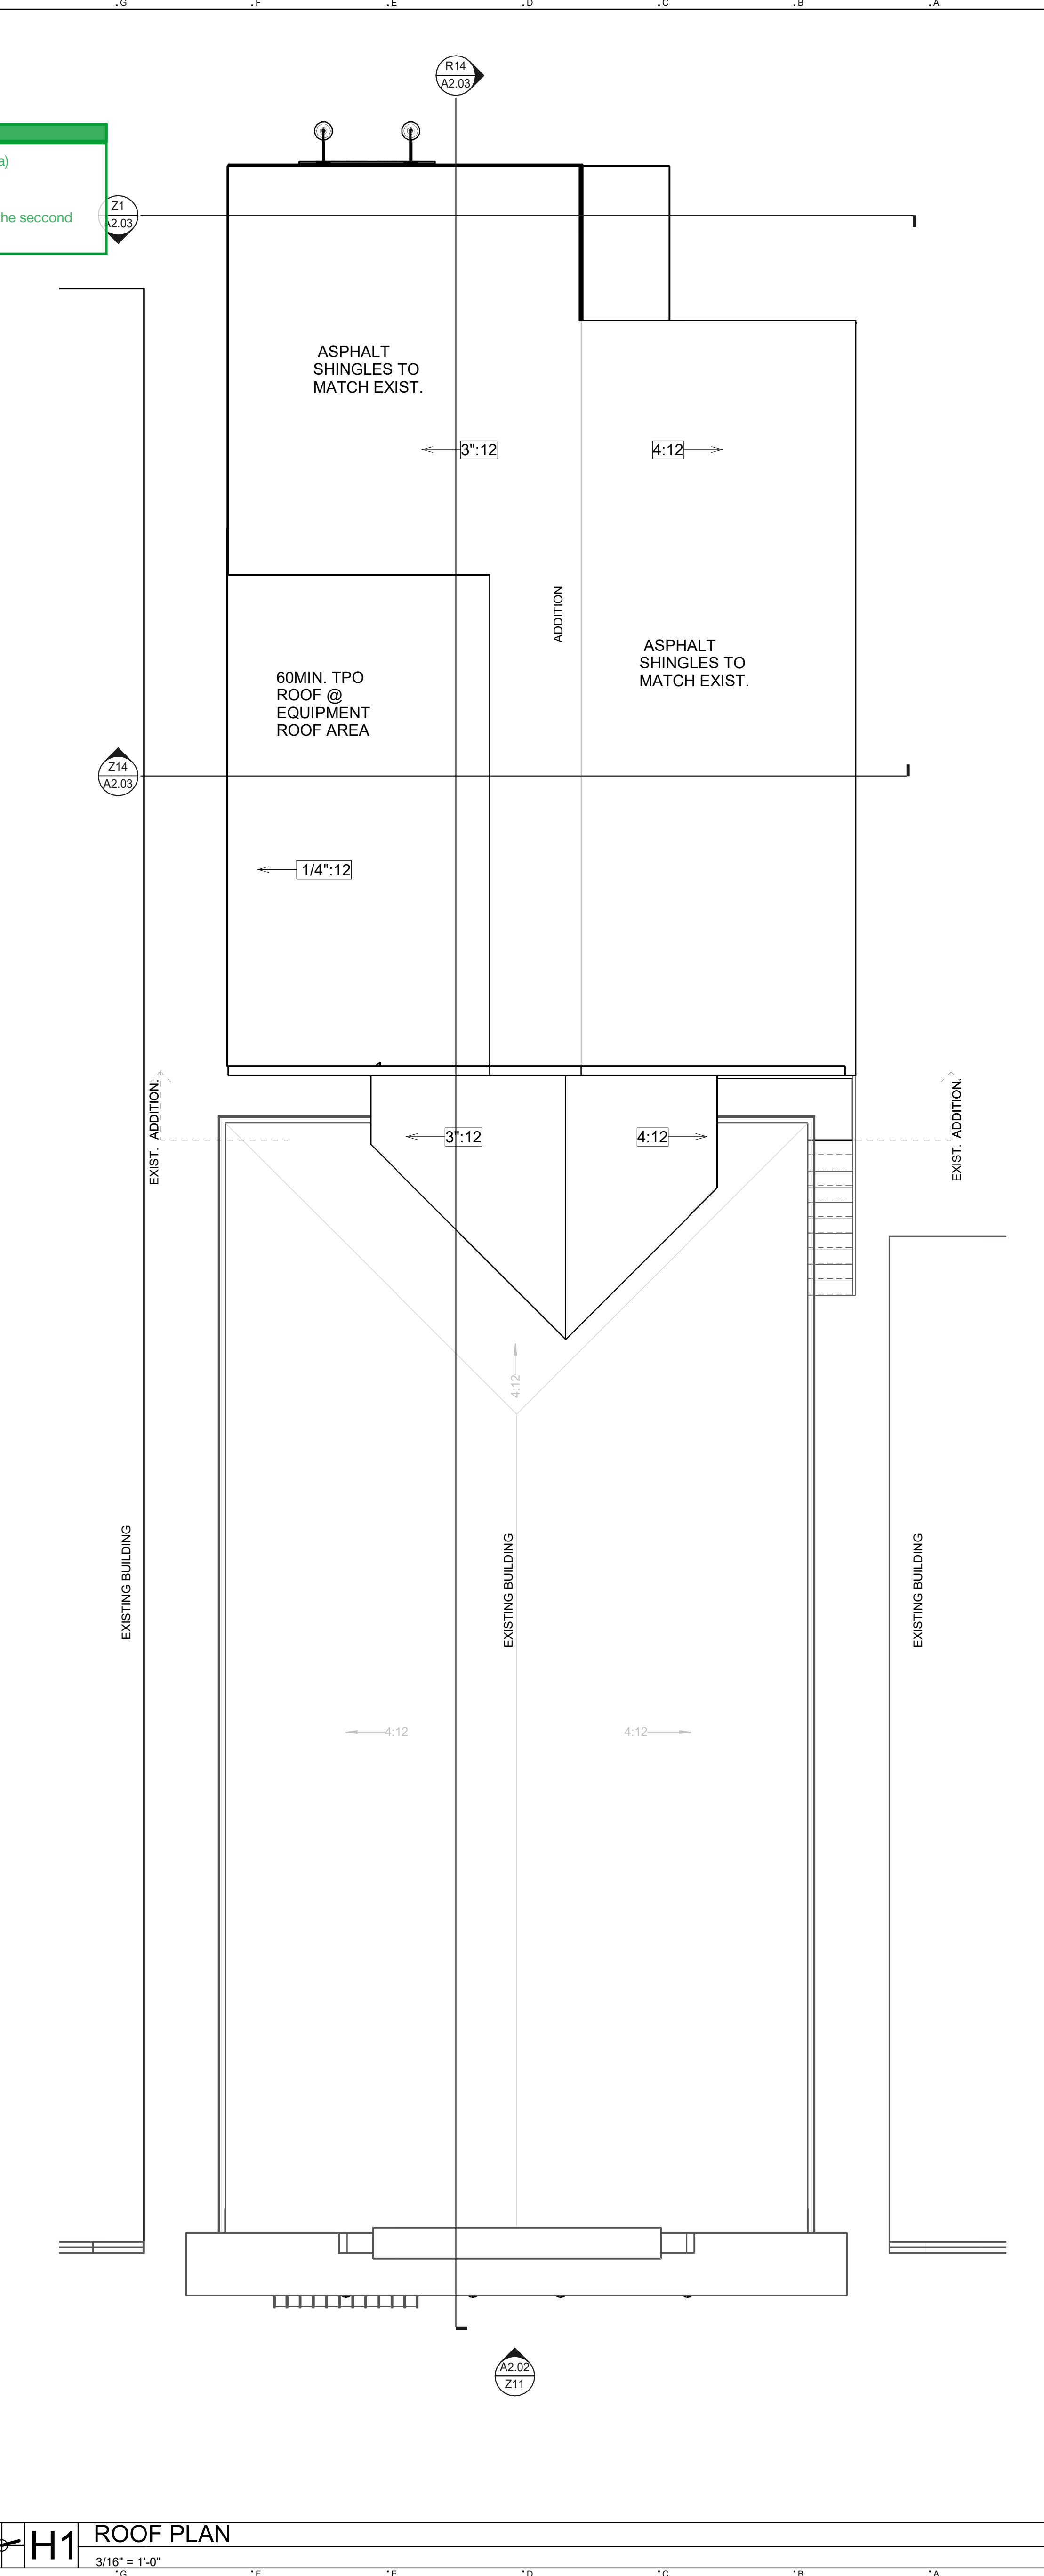 .G .F .E .D .C .B .A
R14
A2.03
a)
he seccond
Z1
A2.03
ASPHALT
SHINGLES TO
MATCH EXIST.
3":12
4:12
ADDITION
ASPHALT
SHINGLES TO
MATCH EXIST.
60MIN. TPO
ROOF @
EQUIPMENT
ROOF AREA
Z14
A2.03
1/4":12
EXIST. ADDITION.
3":12
4:12
EXIST. ADDITION.
4:12
EXISTING BUILDING
EXISTING BUILDING
EXISTING BUILDING
4:12
4:12
A2.02
Z11
H1
ROOF PLAN
3/16" = 1'-0"
.G .F .E .D .C .B .A